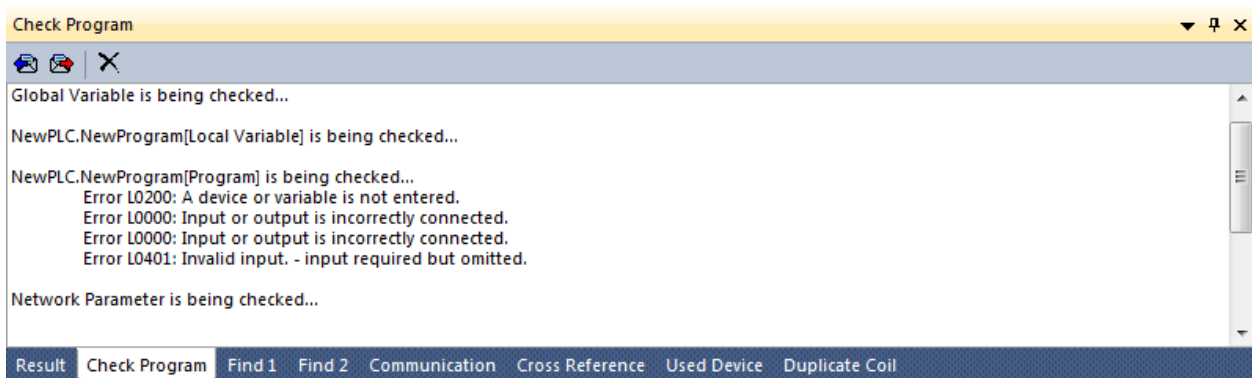 Check Program
Global Variable is being checked...
NewPLC.NewProgram[Local Variable] is being checked...
NewPLC.NewProgram[Program] is being checked...
Error L0200: A device or variable is not entered.
Error L0000: Input or output is incorrectly connected.
Error L0000: Input or output is incorrectly connected.
Error L0401: Invalid input. - input required but omitted.
Network Parameter is being checked...
Result Check Program Find 1 Find 2 Communication Cross Reference Used Device Duplicate Coil